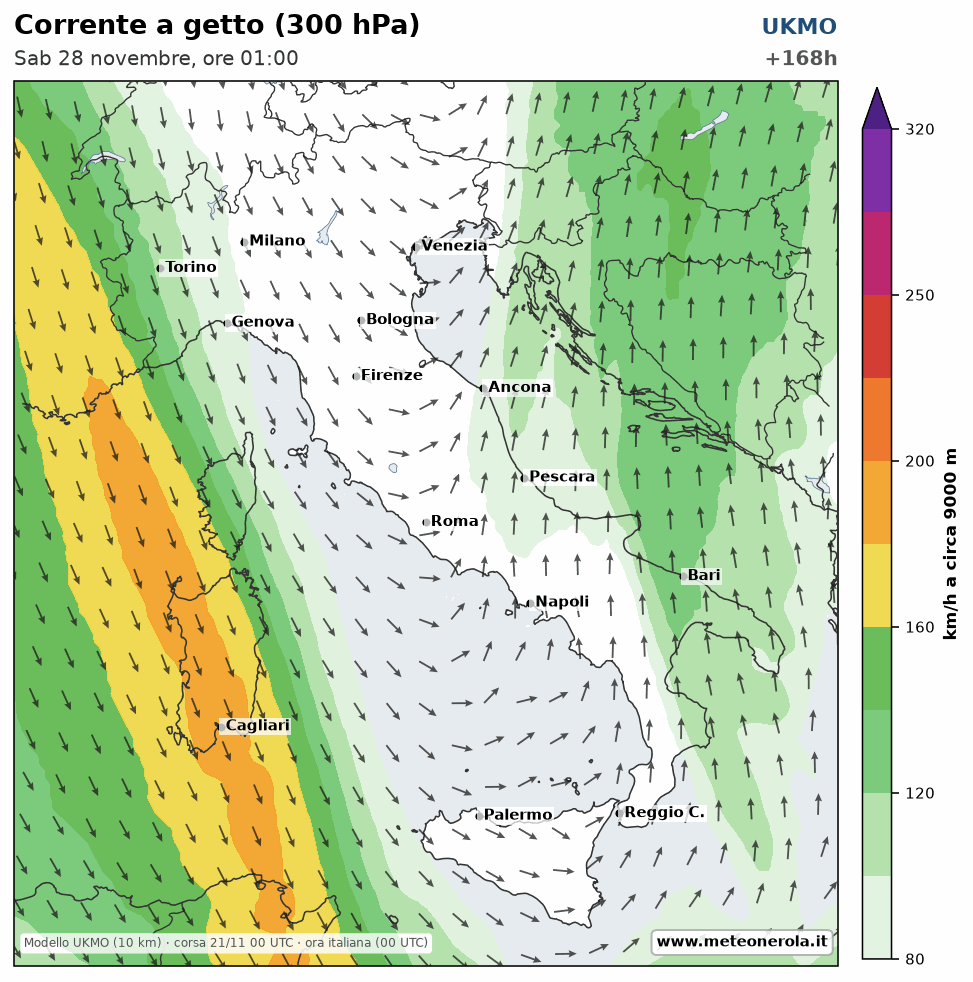 Corrente a getto (300 hPa)
UKMO
Sab 28 novembre, ore 01:00
+168h
320
250
200
160
120
80
km/h a circa 9000 m
Milano
Venezia
Torino
Genova
Bologna
Firenze
Ancona
Pescara
Roma
Bari
Napoli
Cagliari
Palermo
Reggio C.
Modello UKMO (10 km) · corsa 21/11 00 UTC · ora italiana (00 UTC)
www.meteonerola.it